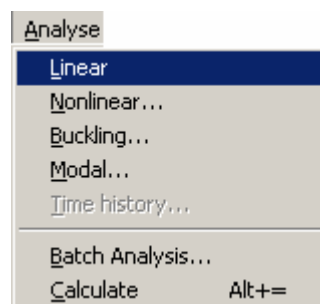 Analyse
Linear
Nonlinear...
Buckling...
Modal...
Time history...
Batch Analysis...
Calculate Alt+=